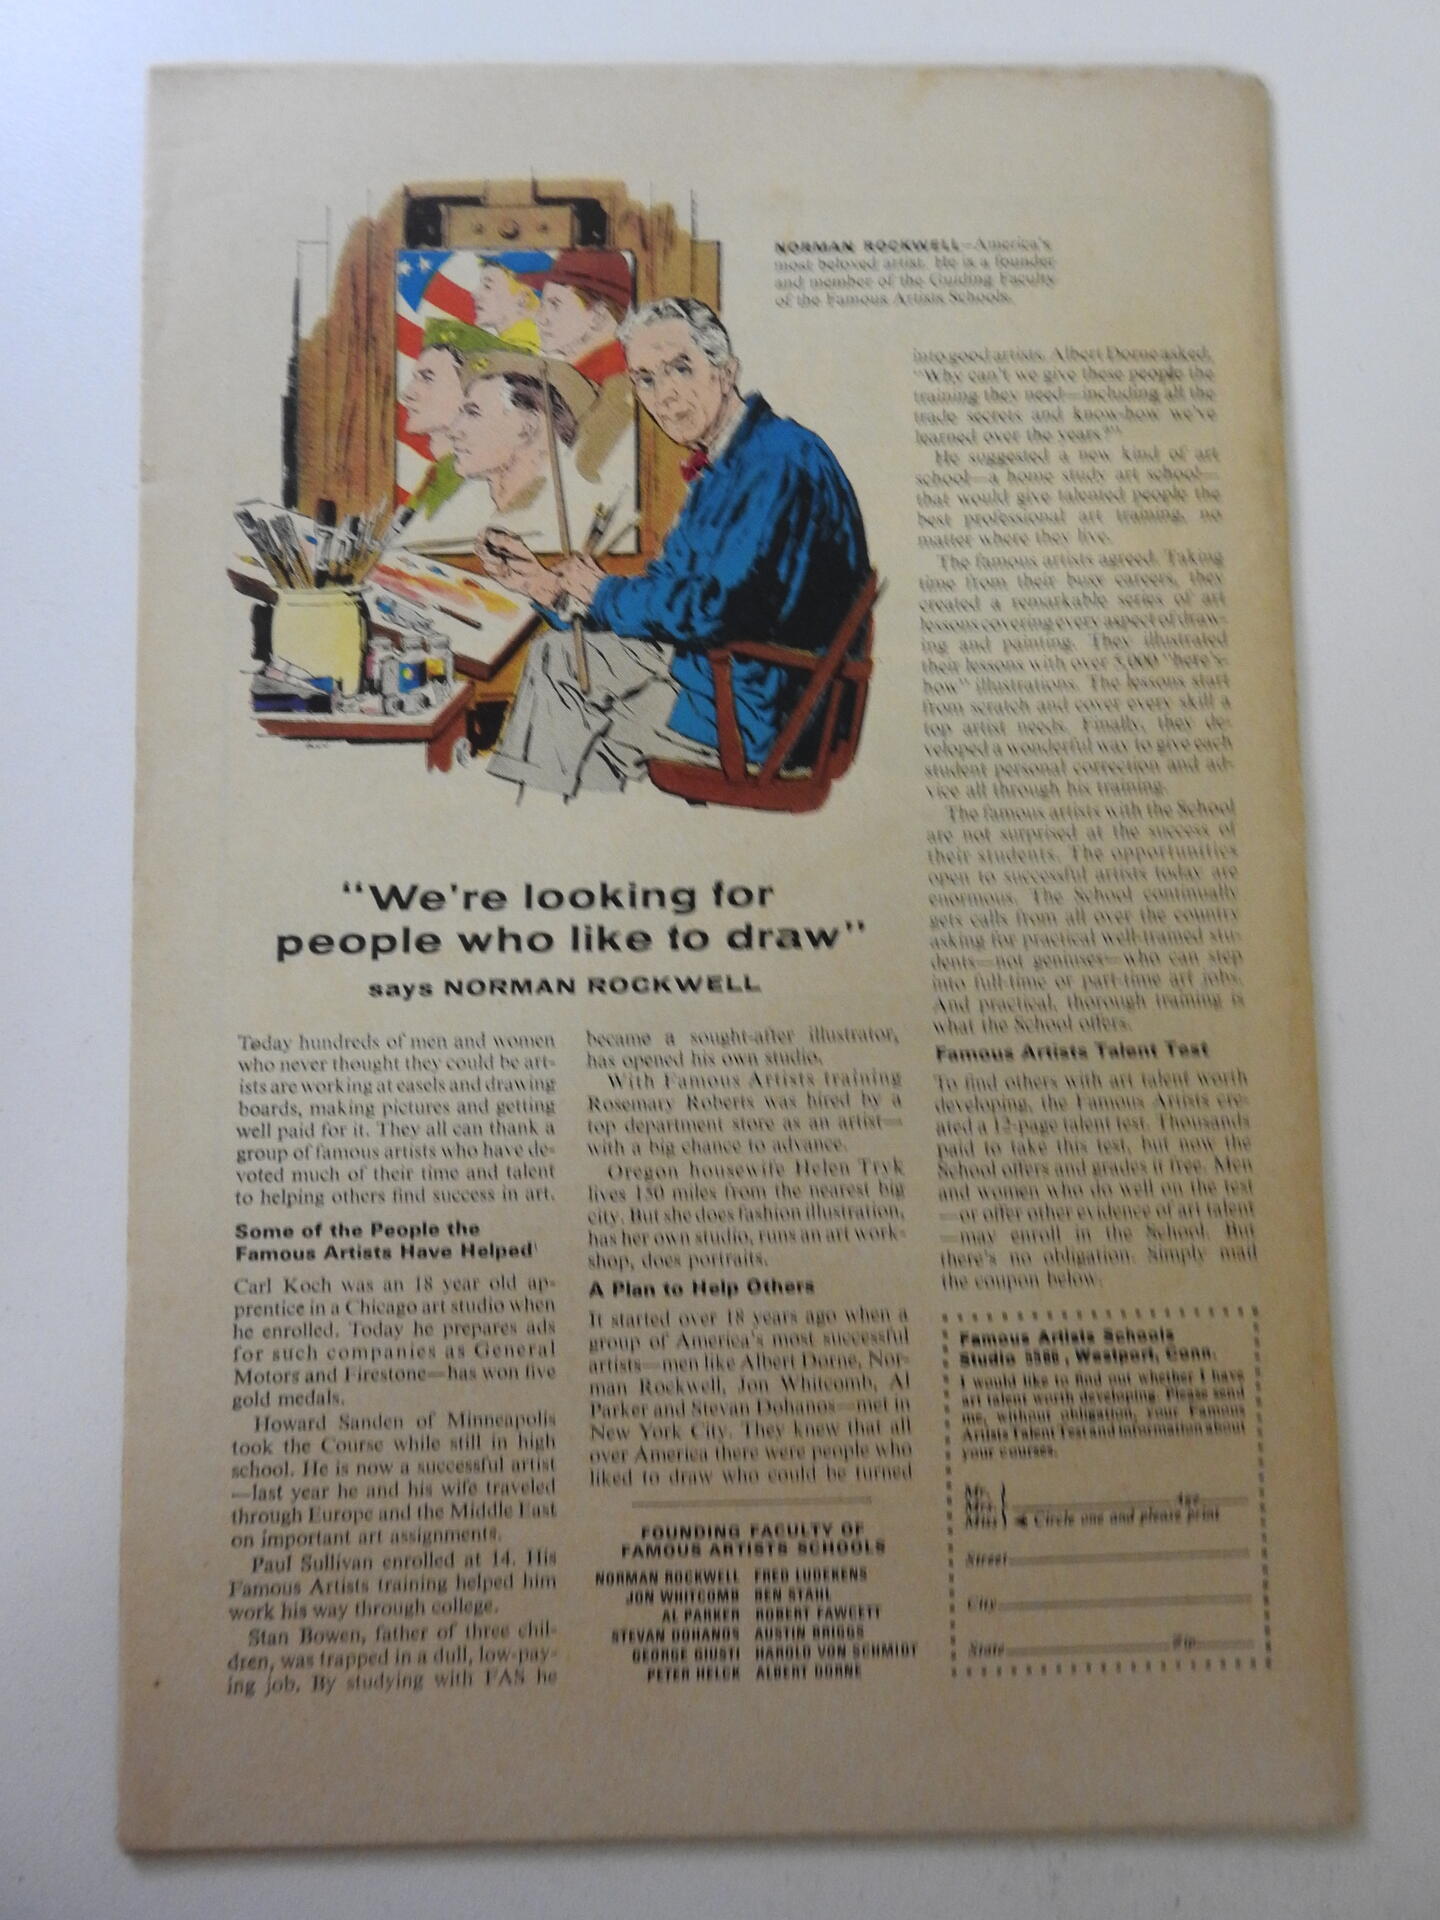 NORMAN ROCKWELL—America's
most beloved artist. He is a founder
and member of the Guiding Faculty
of the Famous Artists Schools.
"We're looking for
people who like to draw"
says NORMAN ROCKWELL
Today hundreds of men and women
who never thought they could be art-
ists are working at easels and drawing
boards, making pictures and getting
well paid for it. They all can thank a
group of famous artists who have de-
voted much of their time and talent
to helping others find success in art.
Some of the People the
Famous Artists Have Helped
Carl Koch was an 18 year old ap-
prentice in a Chicago art studio when
he enrolled. Today he prepares ads
for such companies as General
Motors and Firestone—has won five
gold medals.
Howard Sanden of Minneapolis
took the Course while still in high
school. He is now a successful artist
—last year he and his wife traveled
through Europe and the Middle East
on important art assignments.
Paul Sullivan enrolled at 14. His
Famous Artists training helped him
work his way through college.
Stan Bowen, father of three chil-
dren, was trapped in a dull, low-pay-
ing job. By studying with FAS he
became a sought-after illustrator,
has opened his own studio.
With Famous Artists training
Rosemary Roberts was hired by a
top department store as an artist—
with a big chance to advance.
Oregon housewife Helen Tryk
lives 150 miles from the nearest big
city. But she does fashion illustration,
has her own studio, runs an art work-
shop, does portraits.
A Plan to Help Others
It started over 18 years ago when a
group of America's most successful
artists—men like Albert Dorne, Nor-
man Rockwell, Jon Whitcomb, Al
Parker and Stevan Dohanos—met in
New York City. They knew that all
over America there were people who
liked to draw who could be turned
FOUNDING FACULTY OF
FAMOUS ARTISTS SCHOOLS
NORMAN ROCKWELL FRED LUDEKENS
JON WHITCOMB BEN STAHL
AL PARKER ROBERT FAWCETT
STEVAN DOHANOS AUSTIN BRIGGS
GEORGE GIUSTI HAROLD VON SCHMIDT
PETER HELCK ALBERT DORNE
into good artists. Albert Dorne asked,
"Why can't we give these people the
training they need—including all the
trade secrets and know-how we've
learned over the years?"
He suggested a new kind of art
school—a home study art school—
that would give talented people the
best professional art training, no
matter where they live.
The famous artists agreed. Taking
time from their busy careers, they
created a remarkable series of art
lessons covering every aspect of draw-
ing and painting. They illustrated
their lessons with over 5,000 "here's-
how" illustrations. The lessons start
from scratch and cover every skill a
top artist needs. Finally, they de-
veloped a wonderful way to give each
student personal correction and ad-
vice all through his training.
The famous artists with the School
are not surprised at the success of
their students. The opportunities
open to successful artists today are
enormous. The School continually
gets calls from all over the country
asking for practical well-trained stu-
dents—not geniuses—who can step
into full-time or part-time art jobs.
And practical, thorough training is
what the School offers.
Famous Artists Talent Test
To find others with art talent worth
developing, the Famous Artists cre-
ated a 12-page talent test. Thousands
paid to take this test, but now the
School offers and grades it free. Men
and women who do well on the test
—or offer other evidence of art talent
—may enroll in the School. But
there's no obligation. Simply mail
the coupon below.
Famous Artists Schools
Studio , Westport, Conn.
I would like to find out whether I have
art talent worth developing. Please send
me, without obligation, your Famous
Artists Talent Test and information about
your courses.
Mr.
Mrs. Age
Miss Circle one and please print
Street
City
State Zip